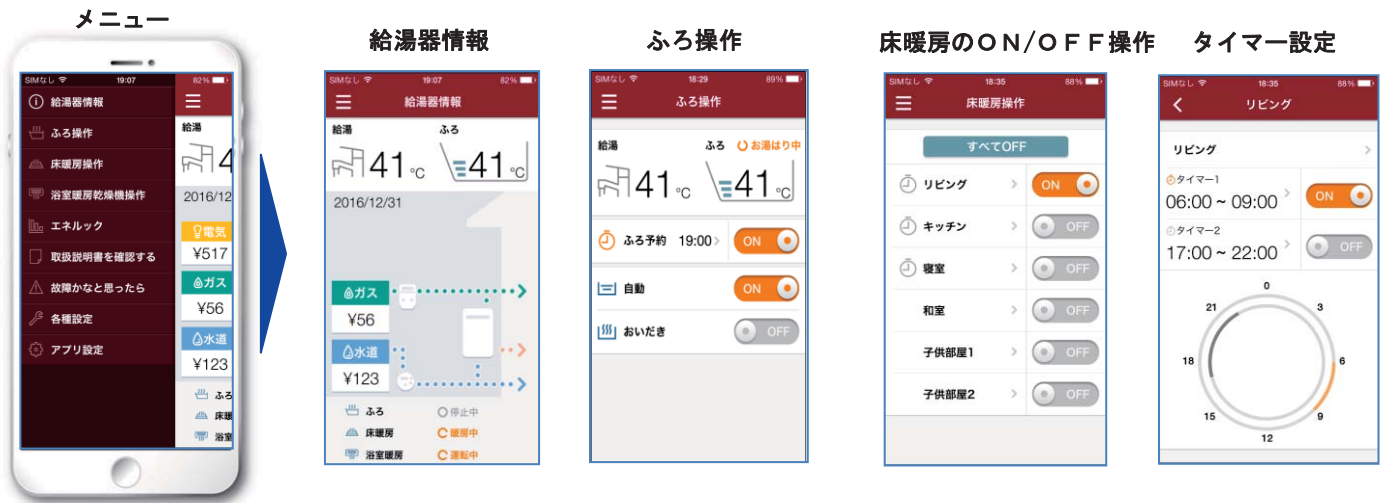 メニュー
SIMなし 19:07 82%
給湯器情報
ふろ操作
床暖房操作
浴室暖房乾燥機操作
エネルック
取扱説明書を確認する
故障かなと思ったら
各種設定
アプリ設定
給湯
4
2016/12
電気
¥517
ガス
¥56
水道
¥123
ふろ
床暖
浴室
給湯器情報
SIMなし 19:07 82%
給湯器情報
給湯 ふろ
41℃ 41℃
2016/12/31
ガス
¥56
水道
¥123
ふろ 停止中
床暖房 暖房中
浴室暖房 運転中
ふろ操作
SIMなし 18:29 89%
ふろ操作
給湯 ふろ お湯はり中
41℃ 41℃
ふろ予約 19:00 ON
自動 ON
おいだき OFF
床暖房のON/OFF操作
SIMなし 18:35 88%
床暖房操作
すべてOFF
リビング ON
キッチン OFF
寝室 OFF
和室 OFF
子供部屋1 OFF
子供部屋2 OFF
タイマー設定
SIMなし 18:35 88%
リビング
リビング
タイマー1
06:00 ~ 09:00 ON
タイマー2
17:00 ~ 22:00 OFF
0
21 3
18 6
15 9
12